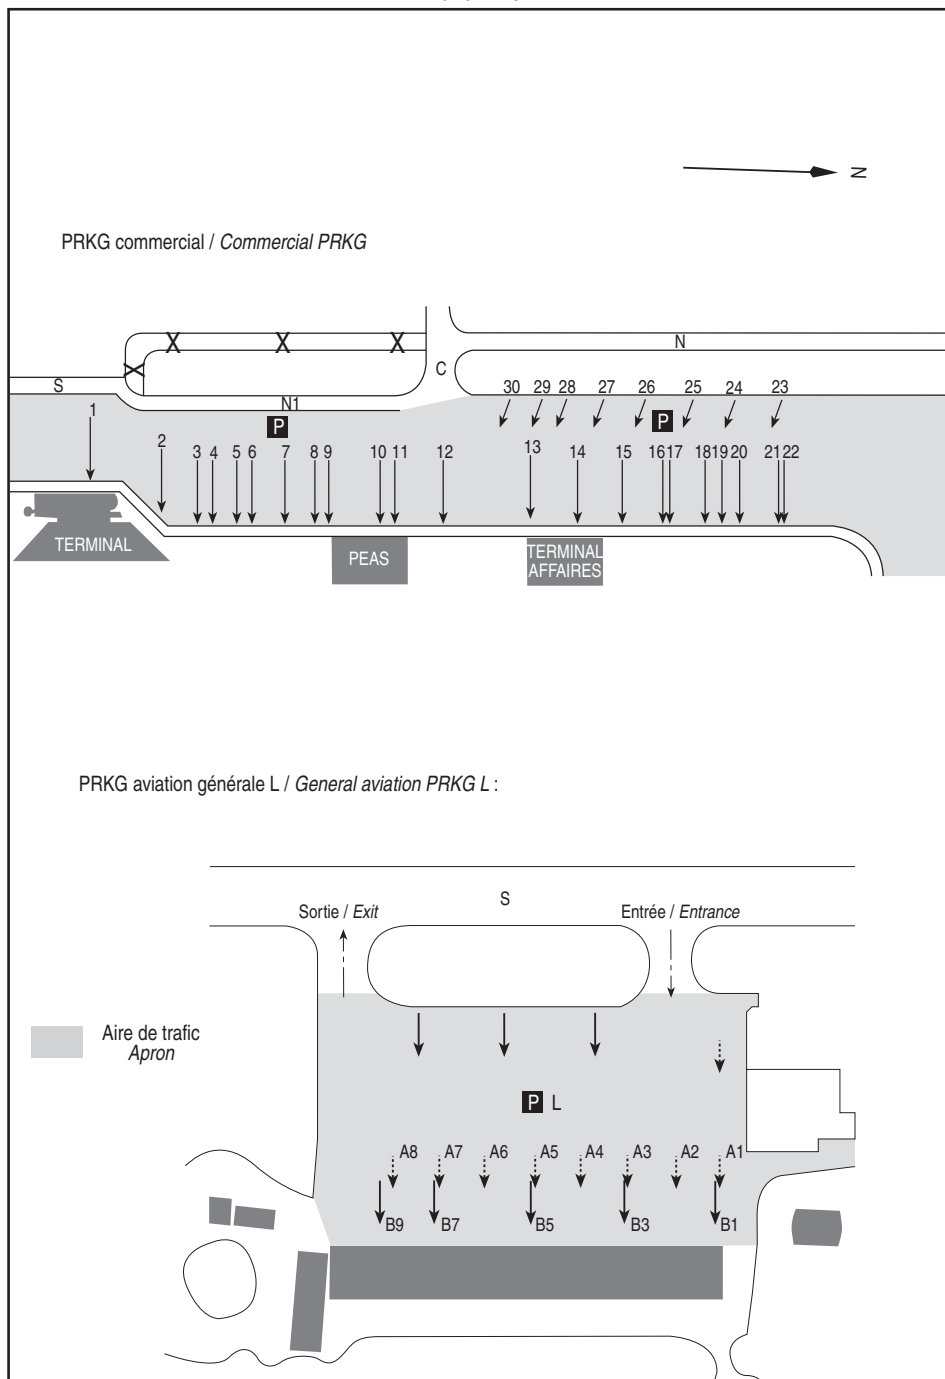 N
PRKG commercial / Commercial PRKG
X X X
N
X
C
S
30 29 28 27 26 25 24 23
N1
1
P
P
2
3 4 5 6 7 8 9 10 11 12 13 14 15 16 17 18 19 20 21 22
TERMINAL
PEAS
TERMINAL
AFFAIRES
PRKG aviation générale L / General aviation PRKG L :
S
Sortie / Exit
Entrée / Entrance
Aire de trafic
Apron
P L
A8 A7 A6 A5 A4 A3 A2 A1
B9 B7 B5 B3 B1